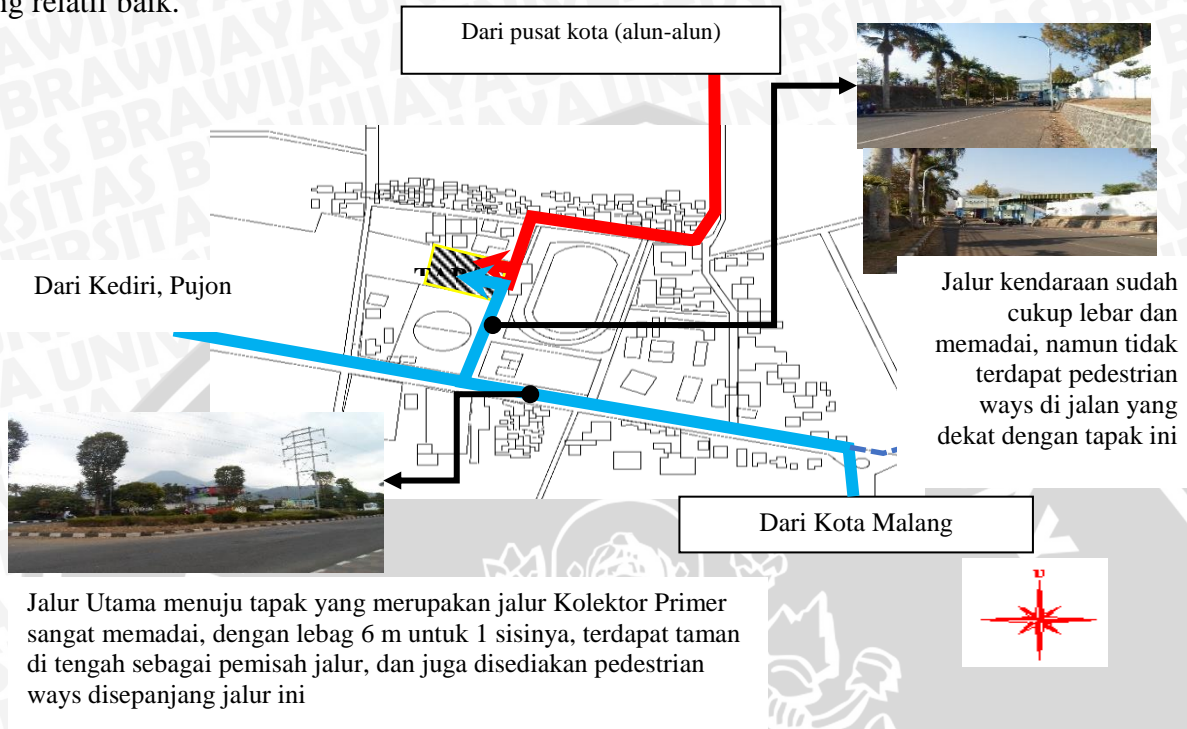 ng relatif baik.
Dari pusat kota (alun-alun)
Dari Kediri, Pujon
Jalur kendaraan sudah
cukup lebar dan
memadai, namun tidak
terdapat pedestrian
ways di jalan yang
dekat dengan tapak ini
Dari Kota Malang
U
Jalur Utama menuju tapak yang merupakan jalur Kolektor Primer
sangat memadai, dengan lebag 6 m untuk 1 sisinya, terdapat taman
di tengah sebagai pemisah jalur, dan juga disediakan pedestrian
ways disepanjang jalur ini